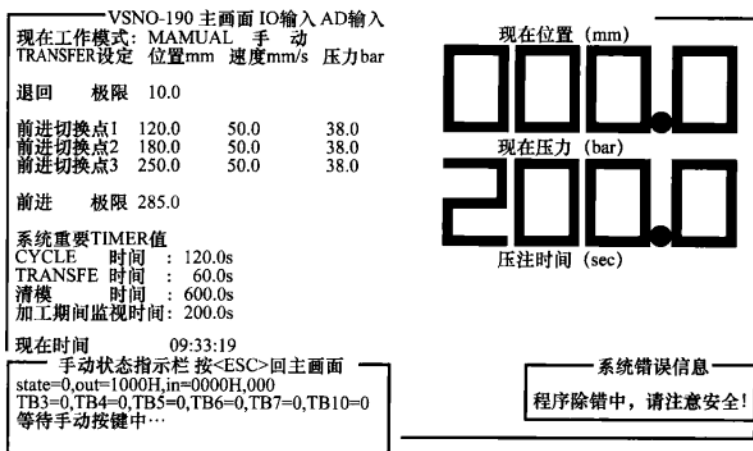 VSNO-190 主画面 IO输入 AD输入
现在工作模式: MAMUAL 手 动
TRANSFER设定 位置mm 速度mm/s 压力bar
退回 极限 10.0
前进切换点1 120.0 50.0 38.0
前进切换点2 180.0 50.0 38.0
前进切换点3 250.0 50.0 38.0
前进 极限 285.0
系统重要TIMER值
CYCLE 时间 : 120.0s
TRANSFE 时间 : 60.0s
清模 时间 : 600.0s
加工期间监视时间: 200.0s
现在时间 09:33:19
手动状态指示栏 按<ESC>回主画面
state=0,out=1000H,in=0000H,000
TB3=0,TB4=0,TB5=0,TB6=0,TB7=0,TB10=0
等待手动按键中…
现在位置 (mm)
000.0
现在压力 (bar)
200.0
压注时间 (sec)
系统错误信息
程序除错中，请注意安全!